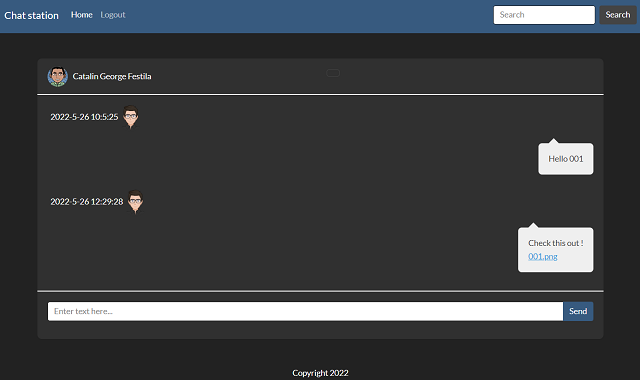 Chat station Home Logout Search Search
Catalin George Festila
2022-5-26 10:5:25
Hello 001
2022-5-26 12:29:28
Check this out !
001.png
Enter text here... Send
Copyright 2022